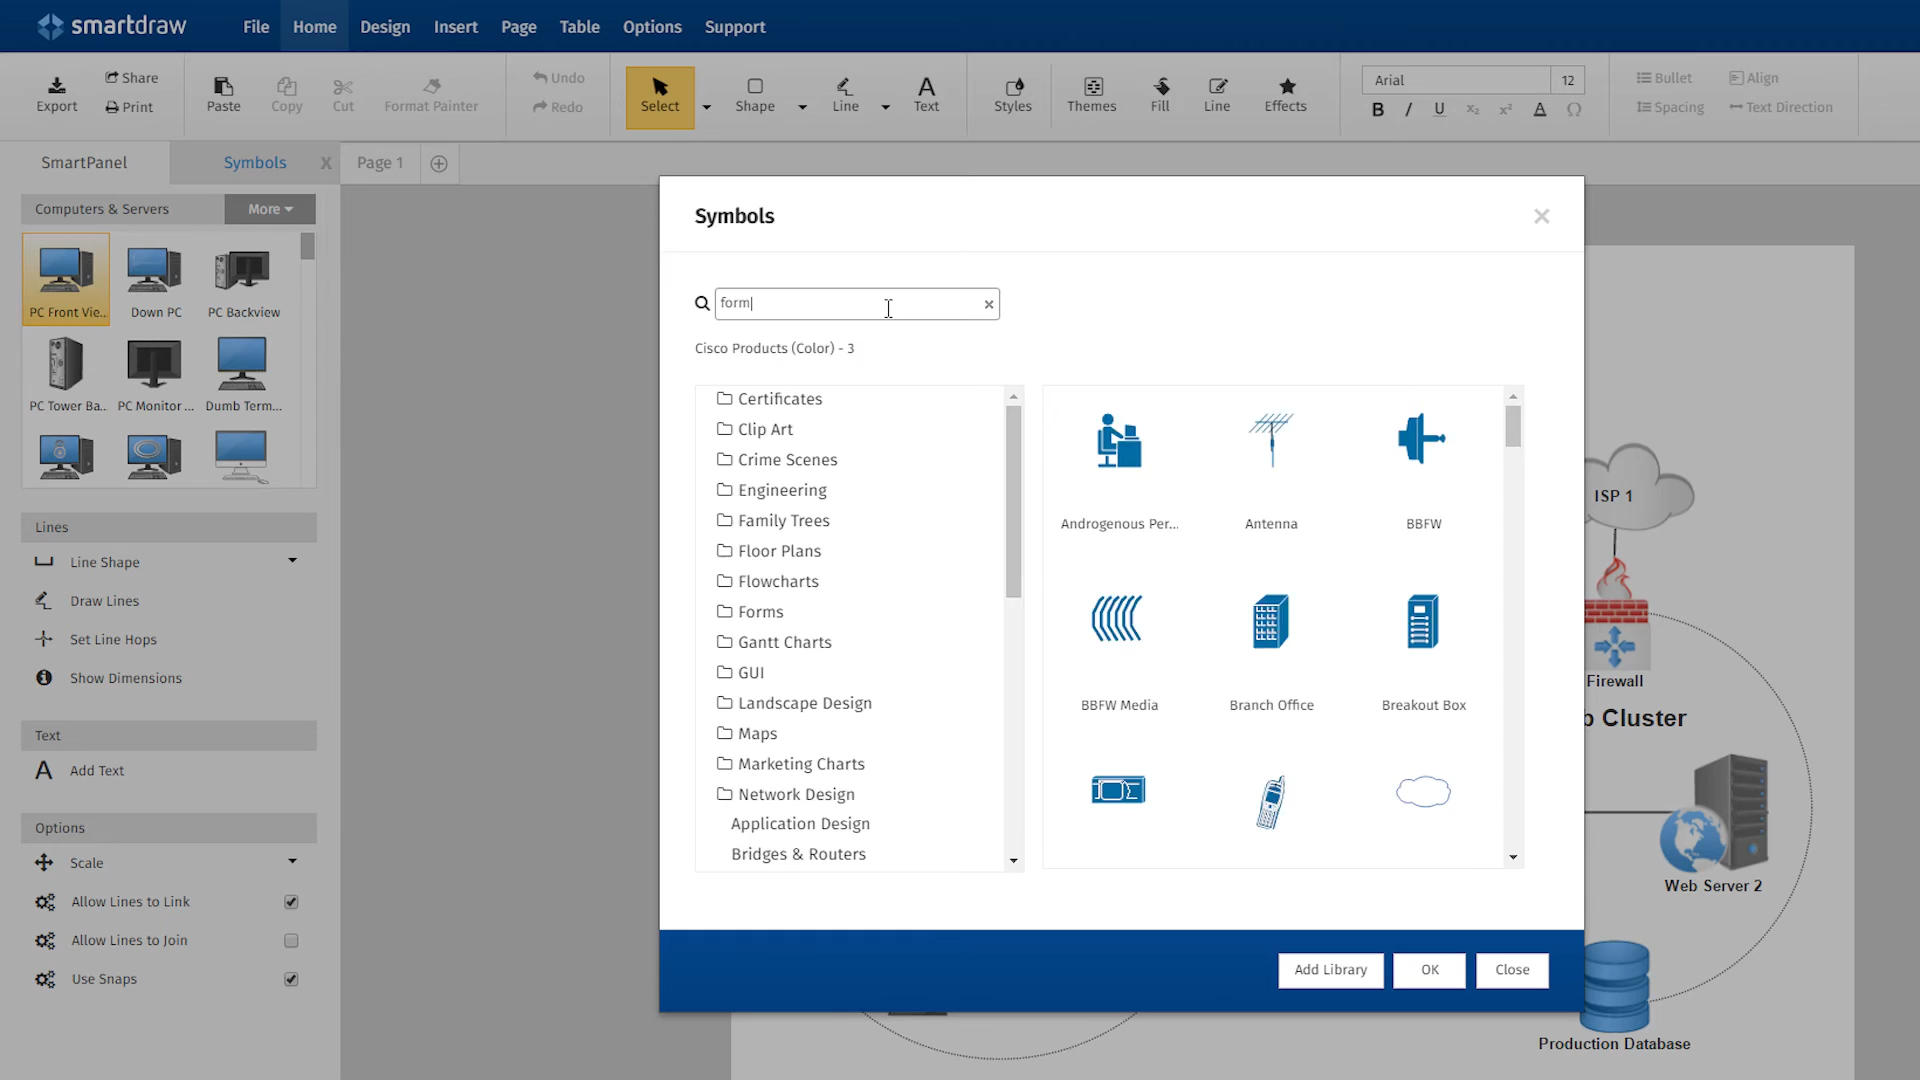 smartdraw
File
Home
Design
Insert
Page
Table
Options
Support
Export
Share
Print
Paste
Copy
Cut
Format Painter
Undo
Redo
Select
Shape
Line
Text
Styles
Themes
Fill
Line
Effects
Arial
12
B
I
U
x₂
x²
A
Ω
Bullet
Align
Spacing
Text Direction
SmartPanel
Symbols
X
Page 1
Computers & Servers
More
PC Front Vie...
Down PC
PC Backview
PC Tower Ba...
PC Monitor ...
Dumb Term...
Lines
Line Shape
Draw Lines
Set Line Hops
Show Dimensions
Text
A
Add Text
Options
Scale
Allow Lines to Link
Allow Lines to Join
Use Snaps
Symbols
form
Cisco Products (Color) - 3
Certificates
Clip Art
Crime Scenes
Engineering
Family Trees
Floor Plans
Flowcharts
Forms
Gantt Charts
GUI
Landscape Design
Maps
Marketing Charts
Network Design
Application Design
Bridges & Routers
Androgenous Per...
Antenna
BBFW
BBFW Media
Branch Office
Breakout Box
Add Library
OK
Close
ISP 1
Firewall
b Cluster
Web Server 2
Production Database